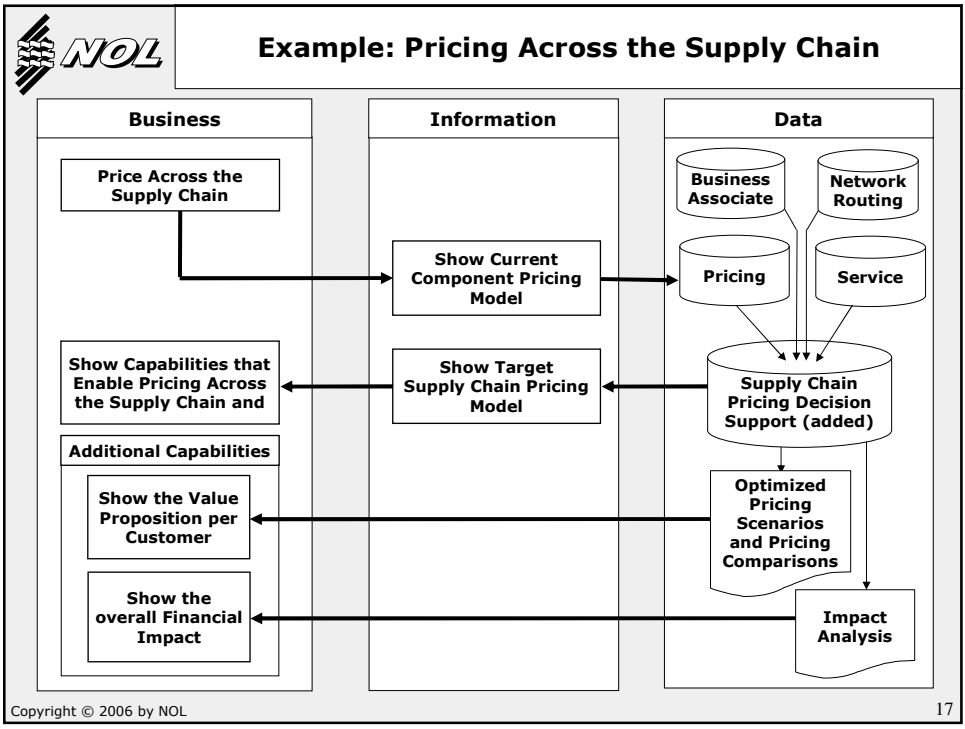 NOL
Example: Pricing Across the Supply Chain
Business
Price Across the
Supply Chain
Show Capabilities that
Enable Pricing Across
the Supply Chain and
Additional Capabilities
Show the Value
Proposition per
Customer
Show the
overall Financial
Impact
Information
Show Current
Component Pricing
Model
Show Target
Supply Chain Pricing
Model
Data
Business
Associate
Network
Routing
Pricing
Service
Supply Chain
Pricing Decision
Support (added)
Optimized
Pricing
Scenarios
and Pricing
Comparisons
Impact
Analysis
Copyright © 2006 by NOL
17